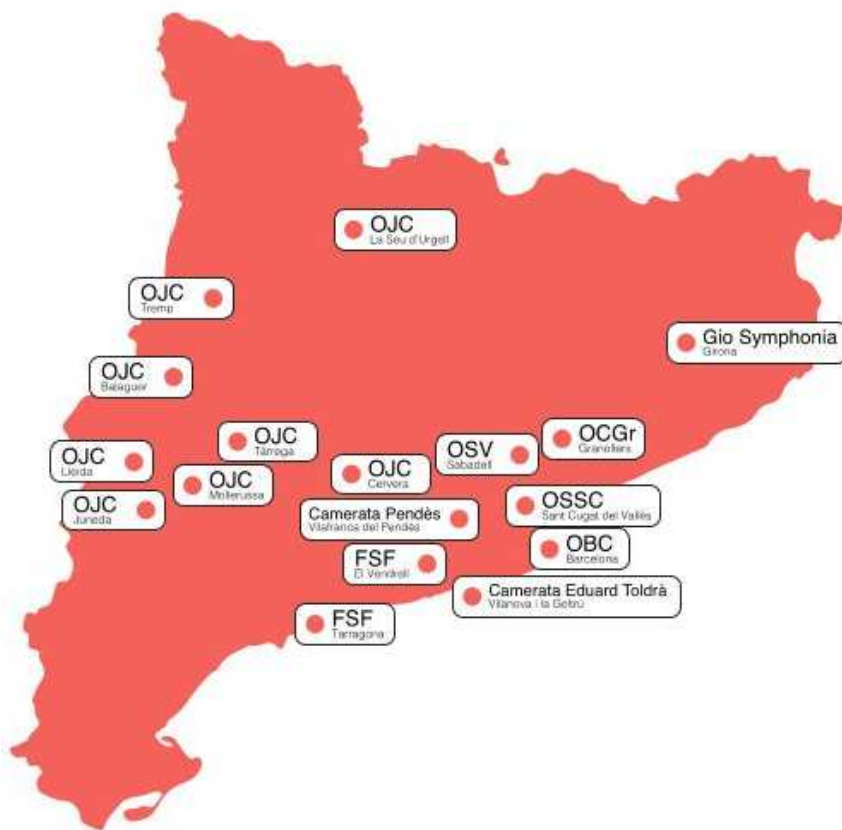 OJC
La Seu d'Urgell
OJC
Tremp
Gio Symphonia
Girona
OJC
Balaguer
OJC
Tàrrega
OCGr
Granollers
OSV
Sabadell
OJC
Lleida
OJC
Cervera
OJC
Mollerussa
OJC
Juneda
OSSC
Sant Cugat del Vallès
Camerata Pendès
Vilafranca del Pendès
OBC
Barcelona
FSF
El Vendrell
Camerata Eduard Toldrà
Vilanova i la Geltrú
FSF
Tarragona